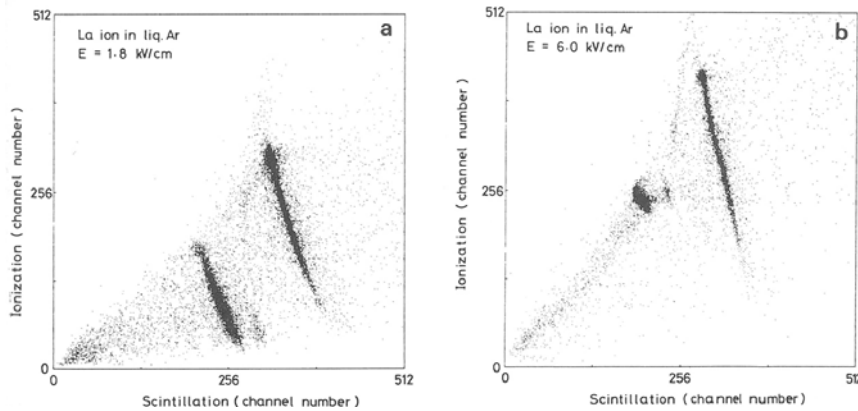 512
La ion in liq. Ar
E = 1.8 kV/cm
a
Ionization (channel number)
256
0
0
256
512
Scintillation (channel number)
512
La ion in liq. Ar
E = 6.0 kV/cm
b
Ionization (channel number)
256
0
0
256
512
Scintillation (channel number)